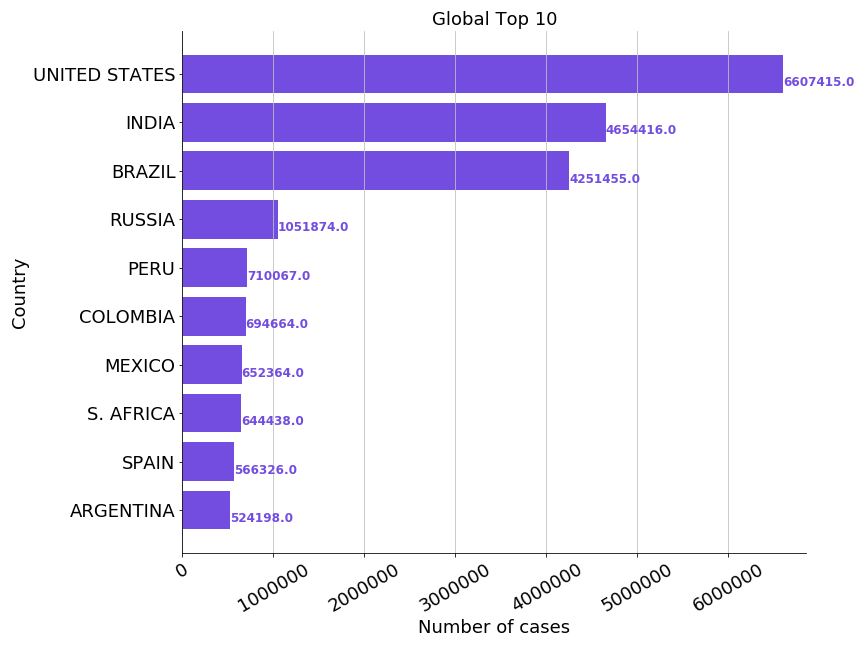 Global Top 10
UNITED STATES
6607415.0
INDIA
4654416.0
BRAZIL
4251455.0
RUSSIA
1051874.0
PERU
710067.0
COLOMBIA
694664.0
MEXICO
652364.0
S. AFRICA
644438.0
SPAIN
566326.0
ARGENTINA
524198.0
Country
0
1000000
2000000
3000000
4000000
5000000
6000000
Number of cases